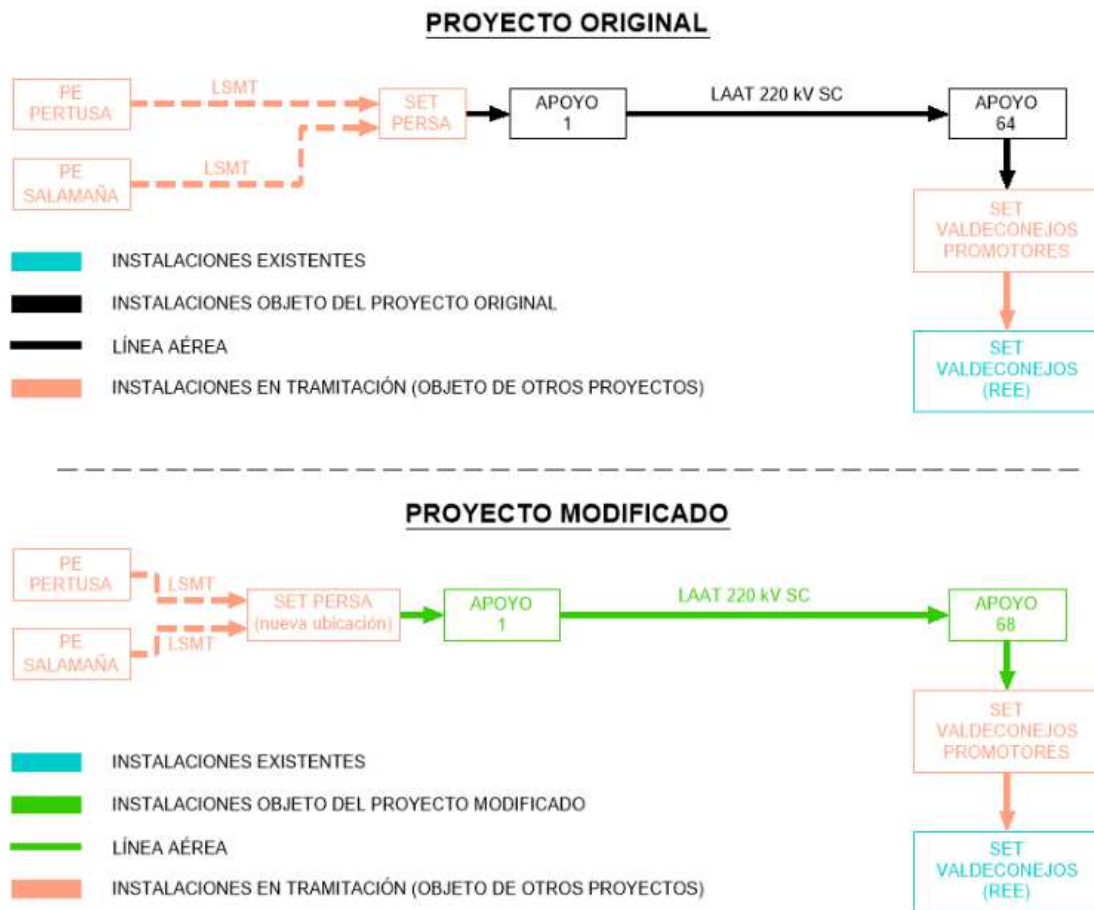 PROYECTO ORIGINAL
PE
PERTUSA
LSMT
SET
PERSA
APOYO
1
LAAT 220 kV SC
APOYO
64
PE
SALAMAÑA
LSMT
SET
VALDECONEJOS
PROMOTORES
INSTALACIONES EXISTENTES
INSTALACIONES OBJETO DEL PROYECTO ORIGINAL
LÍNEA AÉREA
INSTALACIONES EN TRAMITACIÓN (OBJETO DE OTROS PROYECTOS)
SET
VALDECONEJOS
(REE)
PROYECTO MODIFICADO
PE
PERTUSA
LSMT
SET PERSA
(nueva ubicación)
APOYO
1
LAAT 220 kV SC
APOYO
68
PE
SALAMAÑA
LSMT
SET
VALDECONEJOS
PROMOTORES
INSTALACIONES EXISTENTES
INSTALACIONES OBJETO DEL PROYECTO MODIFICADO
LÍNEA AÉREA
INSTALACIONES EN TRAMITACIÓN (OBJETO DE OTROS PROYECTOS)
SET
VALDECONEJOS
(REE)